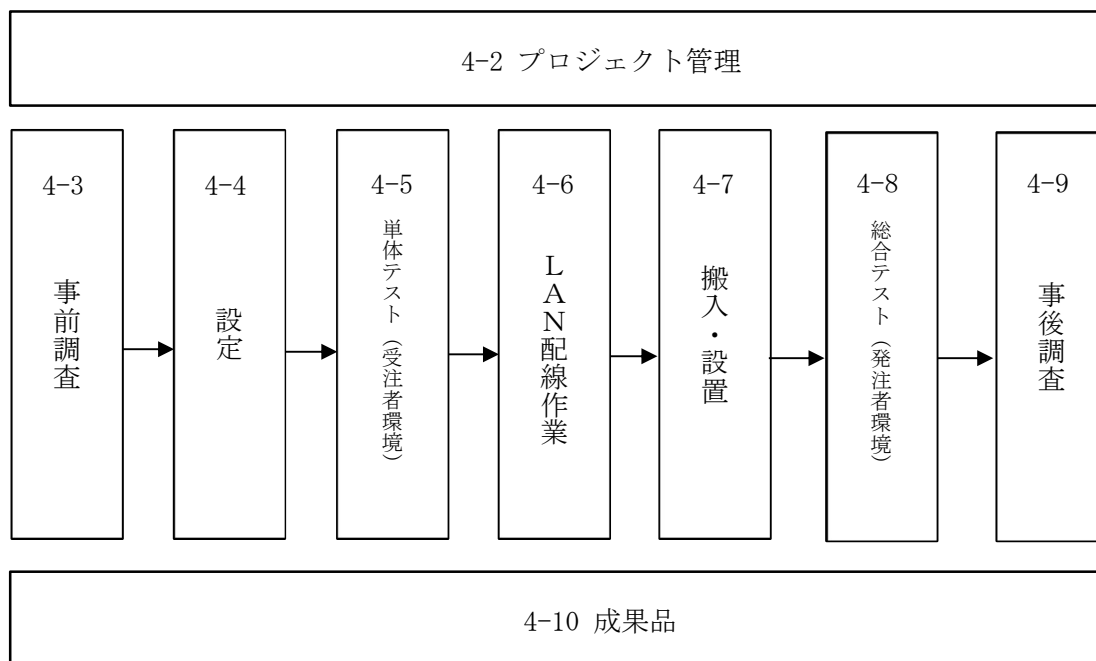 4-2 プロジェクト管理
4-3
事前調査
4-4
設定
4-5
単体テスト（受注者環境）
4-6
ＬＡＮ配線作業
4-7
搬入・設置
4-8
総合テスト（発注者環境）
4-9
事後調査
4-10 成果品